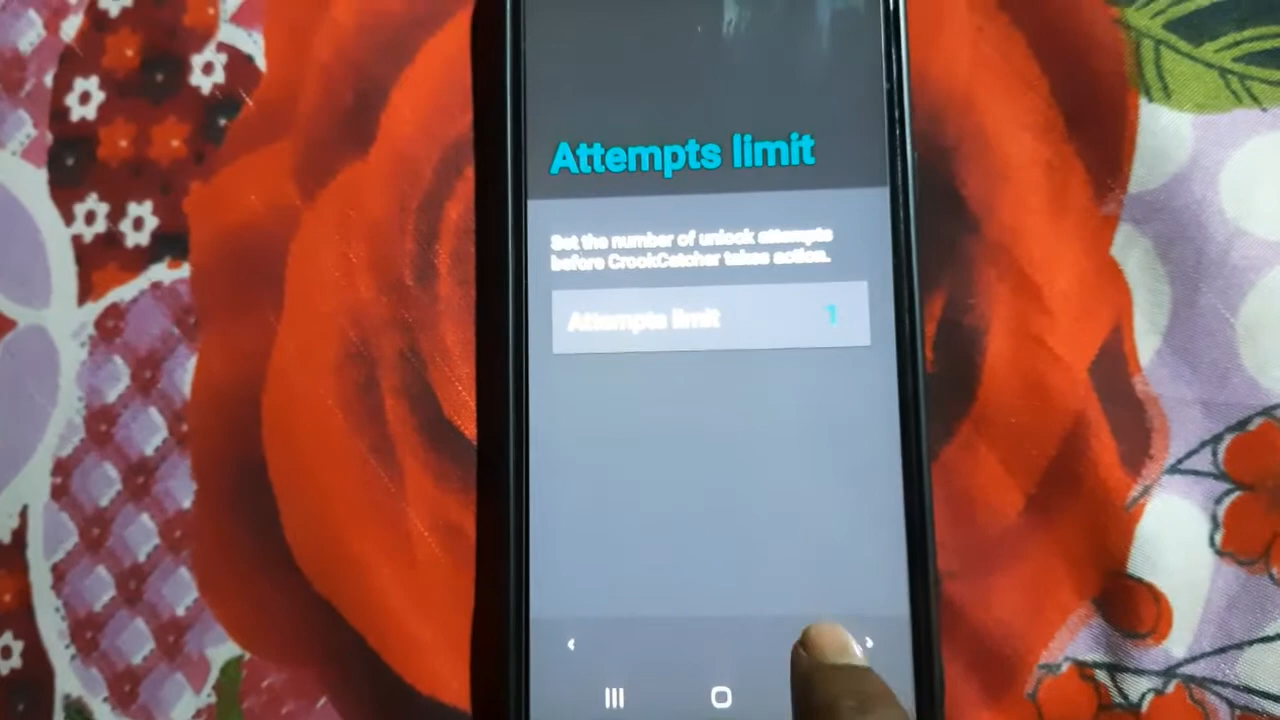 Attempts limit
Set the number of unlock attempts
before CrookCatcher takes action.
Attempts limit 1